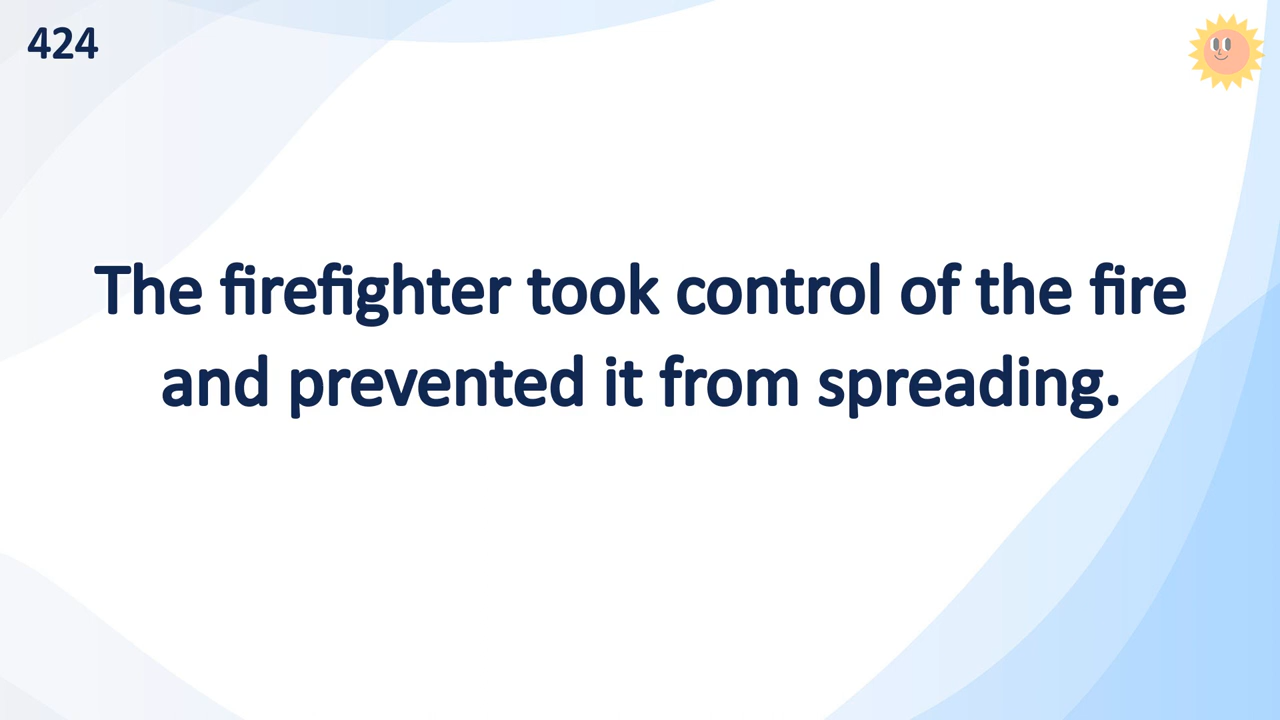 424
The firefighter took control of the fire
and prevented it from spreading.